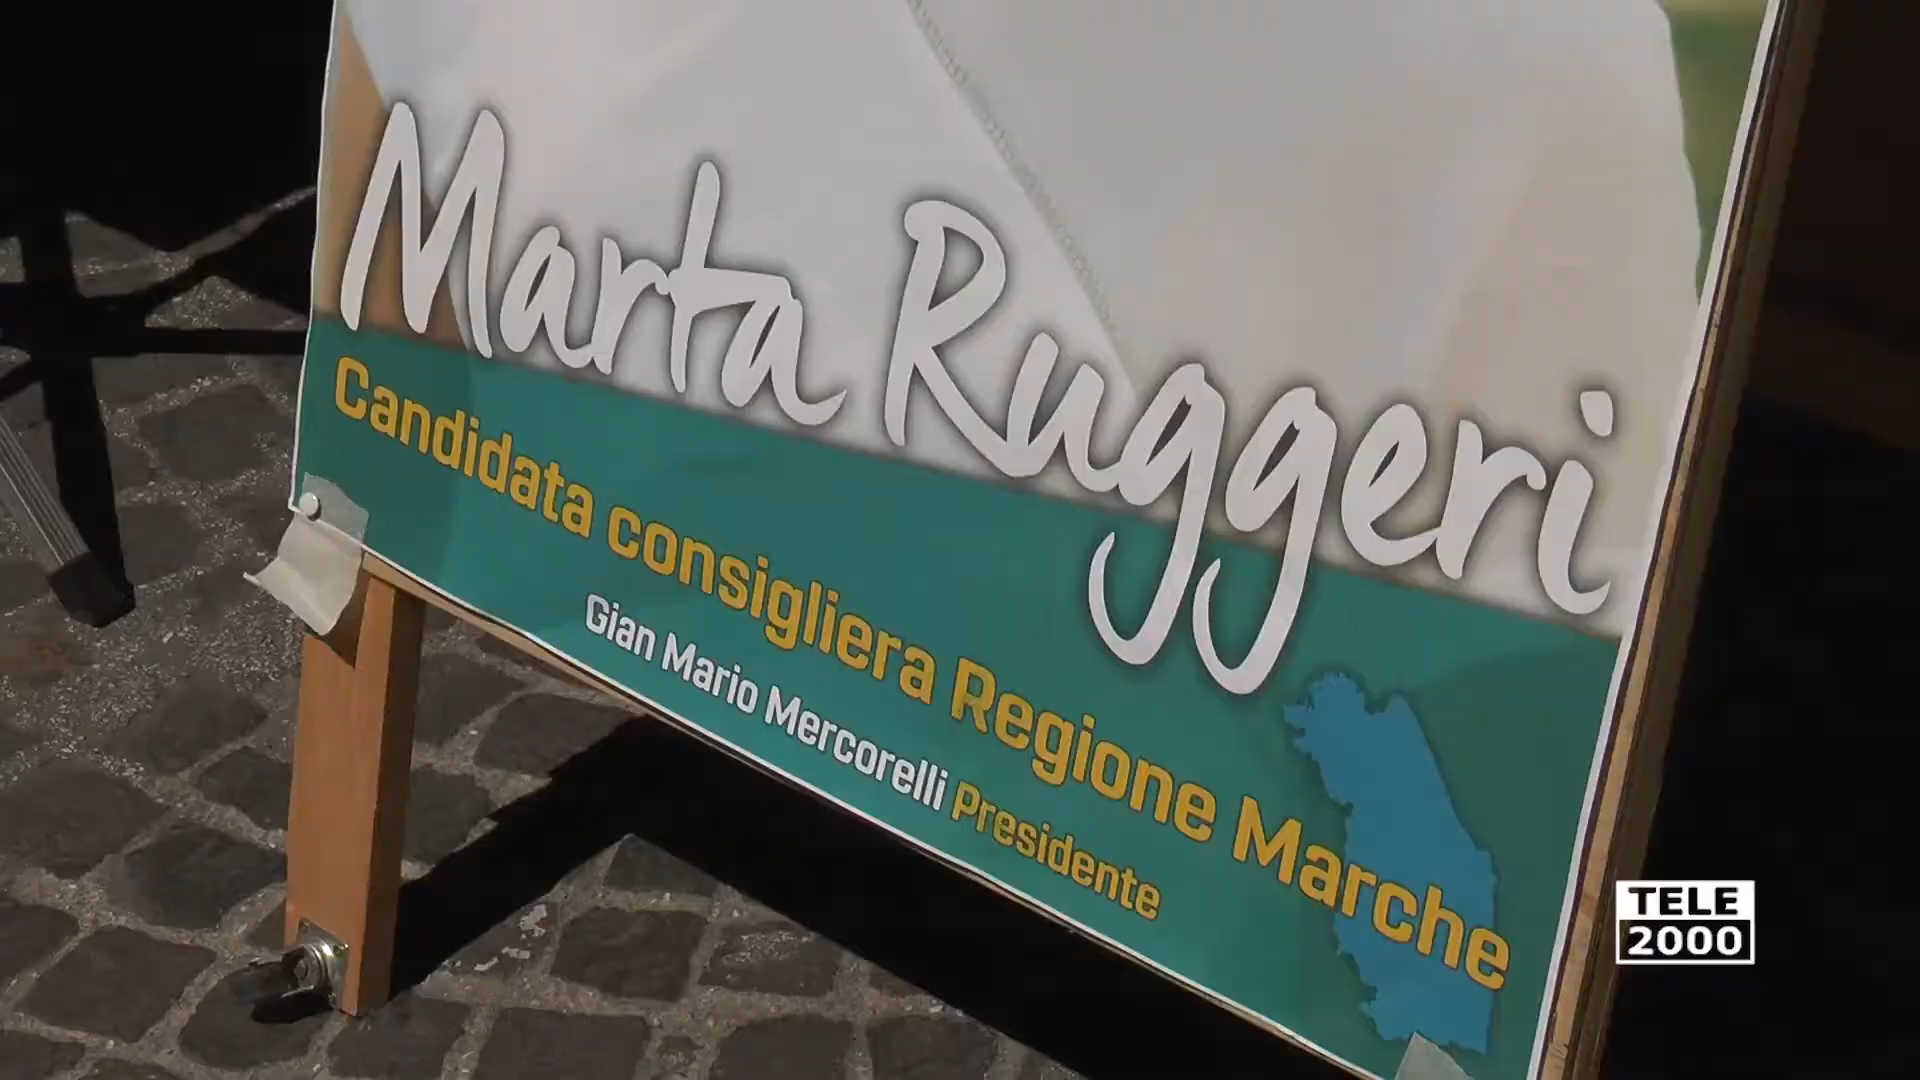 Marta Ruggeri
Candidata consigliera Regione Marche
Gian Mario Mercorelli presidente
TELE
2000